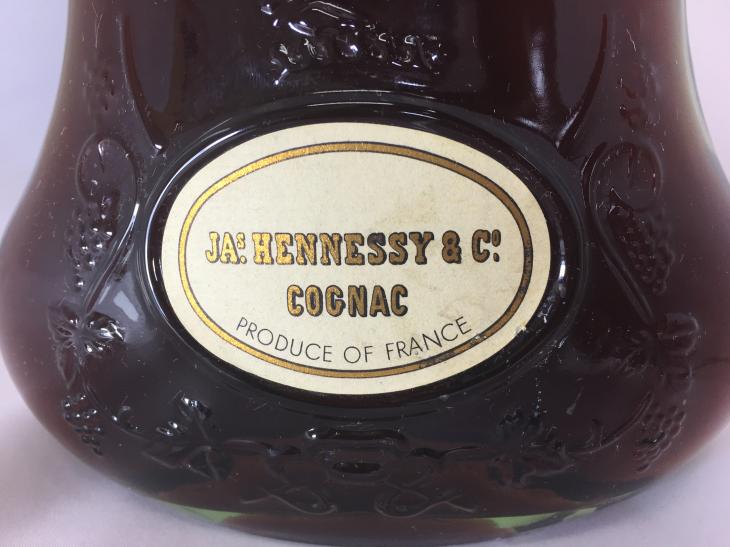 JAS. HENNESSY & Cº.
COGNAC
PRODUCE OF FRANCE